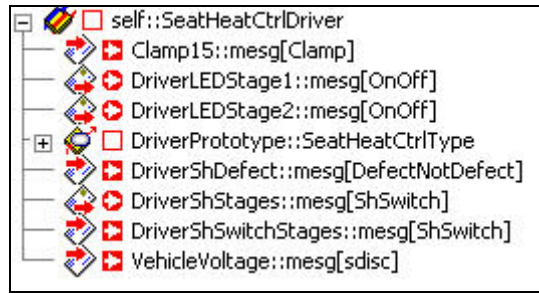 self::SeatHeatCtrlDriver
Clamp15::mesg[Clamp]
DriverLEDStage1::mesg[OnOff]
DriverLEDStage2::mesg[OnOff]
DriverPrototype::SeatHeatCtrlType
DriverShDefect::mesg[DefectNotDefect]
DriverShStages::mesg[ShSwitch]
DriverShSwitchStages::mesg[ShSwitch]
VehicleVoltage::mesg[sdisc]